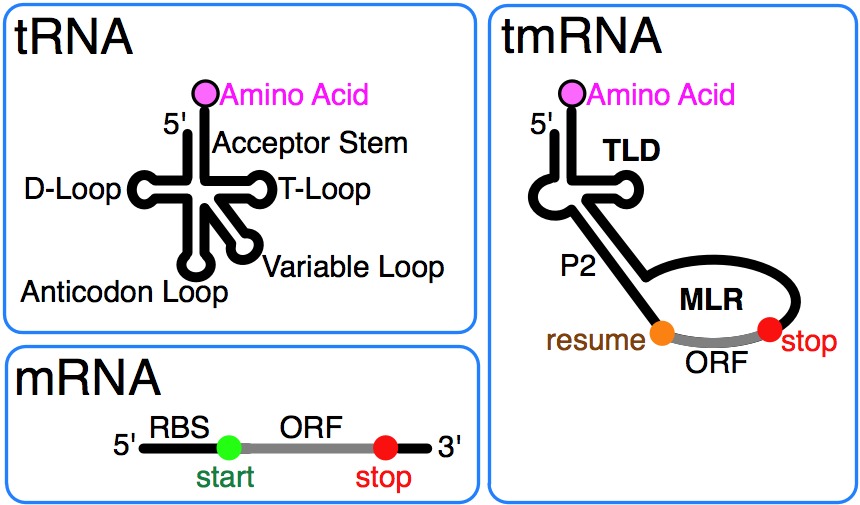 tRNA
Amino Acid
5'
Acceptor Stem
D-Loop
T-Loop
Variable Loop
Anticodon Loop
mRNA
RBS
ORF
5'
3'
start
stop
tmRNA
Amino Acid
5'
TLD
P2
MLR
resume
stop
ORF